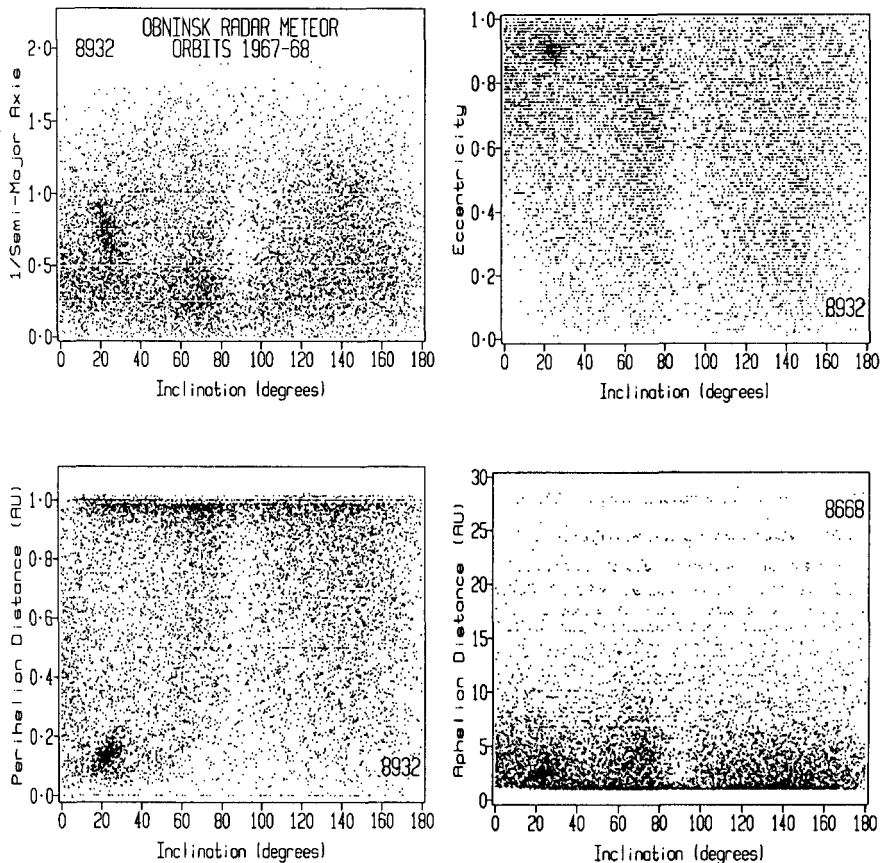 OBNINSK RADAR METEOR
8932 ORBITS 1967-68
1/Semi-Major Axis
2·0
1·5
1·0
0·5
0·0
0 20 40 60 80 100 120 140 160 180
Inclination (degrees)
Eccentricity
1·0
0·8
0·6
0·4
0·2
0·0
8932
0 20 40 60 80 100 120 140 160 180
Inclination (degrees)
Perihelion Distance (AU)
1·0
0·8
0·6
0·4
0·2
0·0
8932
0 20 40 60 80 100 120 140 160 180
Inclination (degrees)
Aphelion Distance (AU)
30
25
20
15
10
5
0
8668
0 20 40 60 80 100 120 140 160 180
Inclination (degrees)